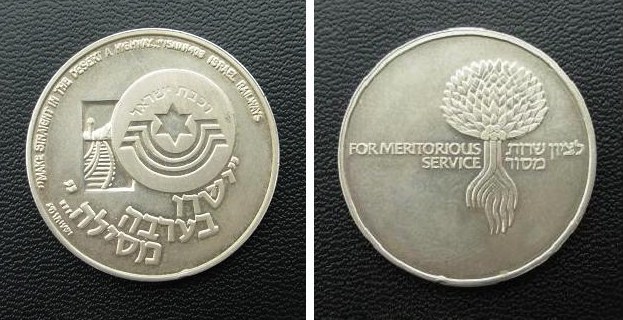 "MAKE STRAIGHT IN THE DESERT A HIGHWAY..." ISAIAH 40:3 ISRAEL RAILWAYS
רכבת ישראל
"ישרו
בערבה
מסילה..."
FOR MERITORIOUS
SERVICE
לציון שרות
מסור